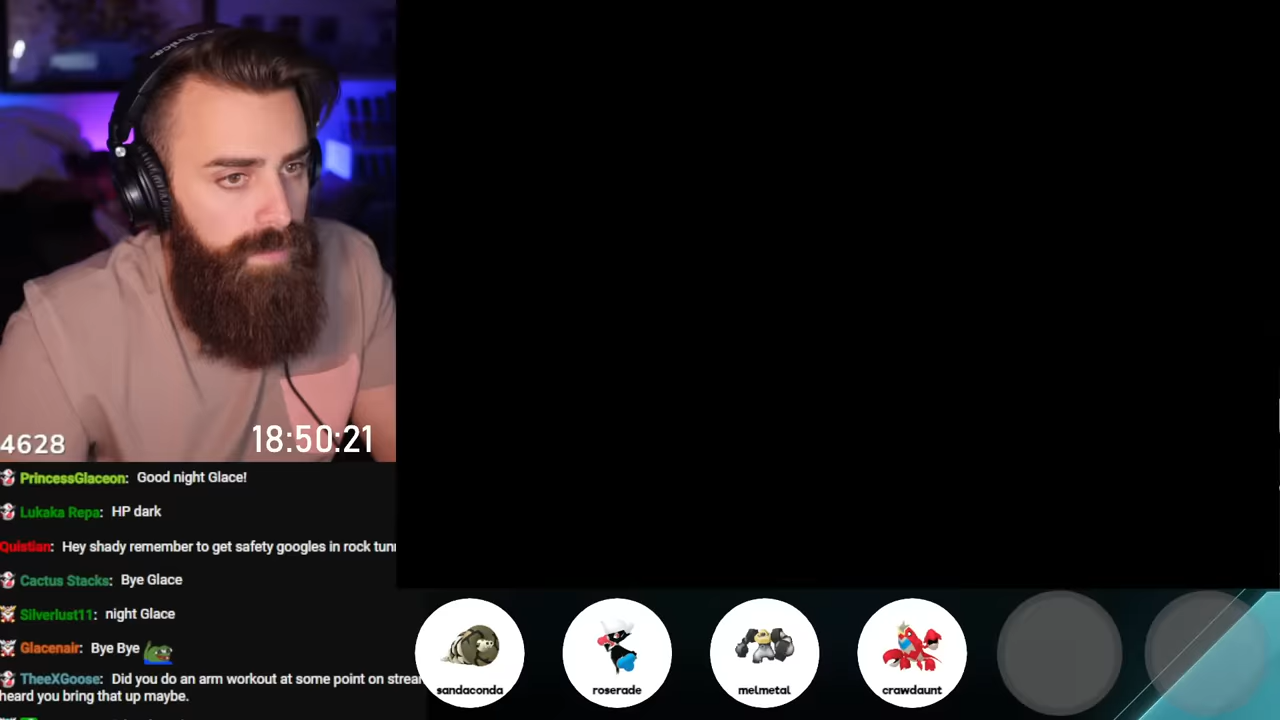 4628
18:50:21
PrincessGlaceon: Good night Glace!
Lukaka Repa: HP dark
Quistian: Hey shady remember to get safety googles in rock tunn
Cactus Stacks: Bye Glace
Silverlust11: night Glace
Glacenair: Bye Bye
TheeXGoose: Did you do an arm workout at some point on strear
heard you bring that up maybe.
sandaconda
roserade
melmetal
crawdaunt